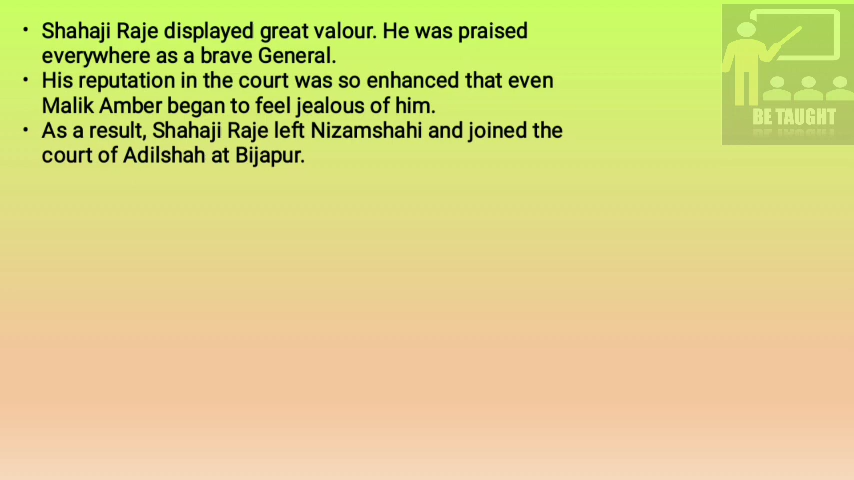 • Shahaji Raje displayed great valour. He was praised
everywhere as a brave General.
• His reputation in the court was so enhanced that even
Malik Amber began to feel jealous of him.
• As a result, Shahaji Raje left Nizamshahi and joined the
court of Adilshah at Bijapur.
BE TAUGHT